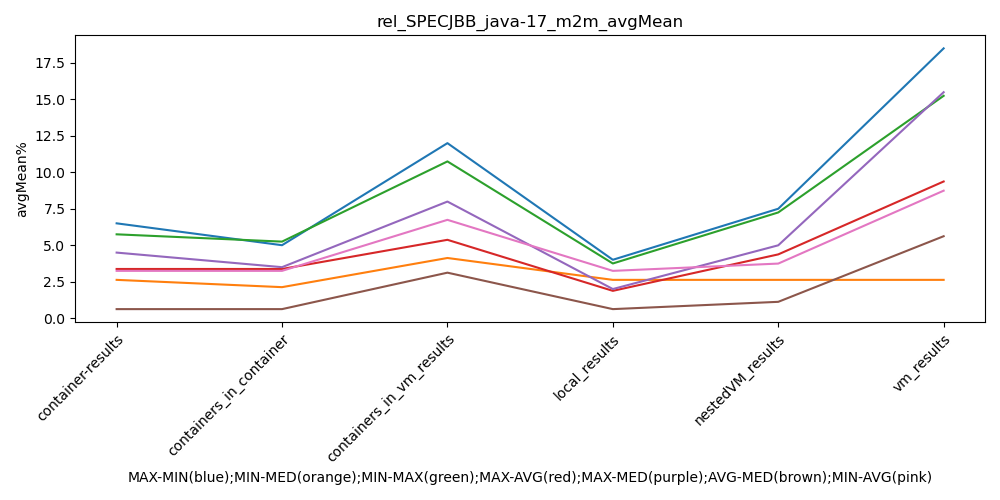 rel_SPECJBB_java-17_m2m_avgMean
avgMean%
17.5
15.0
12.5
10.0
7.5
5.0
2.5
0.0
container-results
containers_in_container
containers_in_vm_results
local_results
nestedVM_results
vm_results
MAX-MIN(blue);MIN-MED(orange);MIN-MAX(green);MAX-AVG(red);MAX-MED(purple);AVG-MED(brown);MIN-AVG(pink)